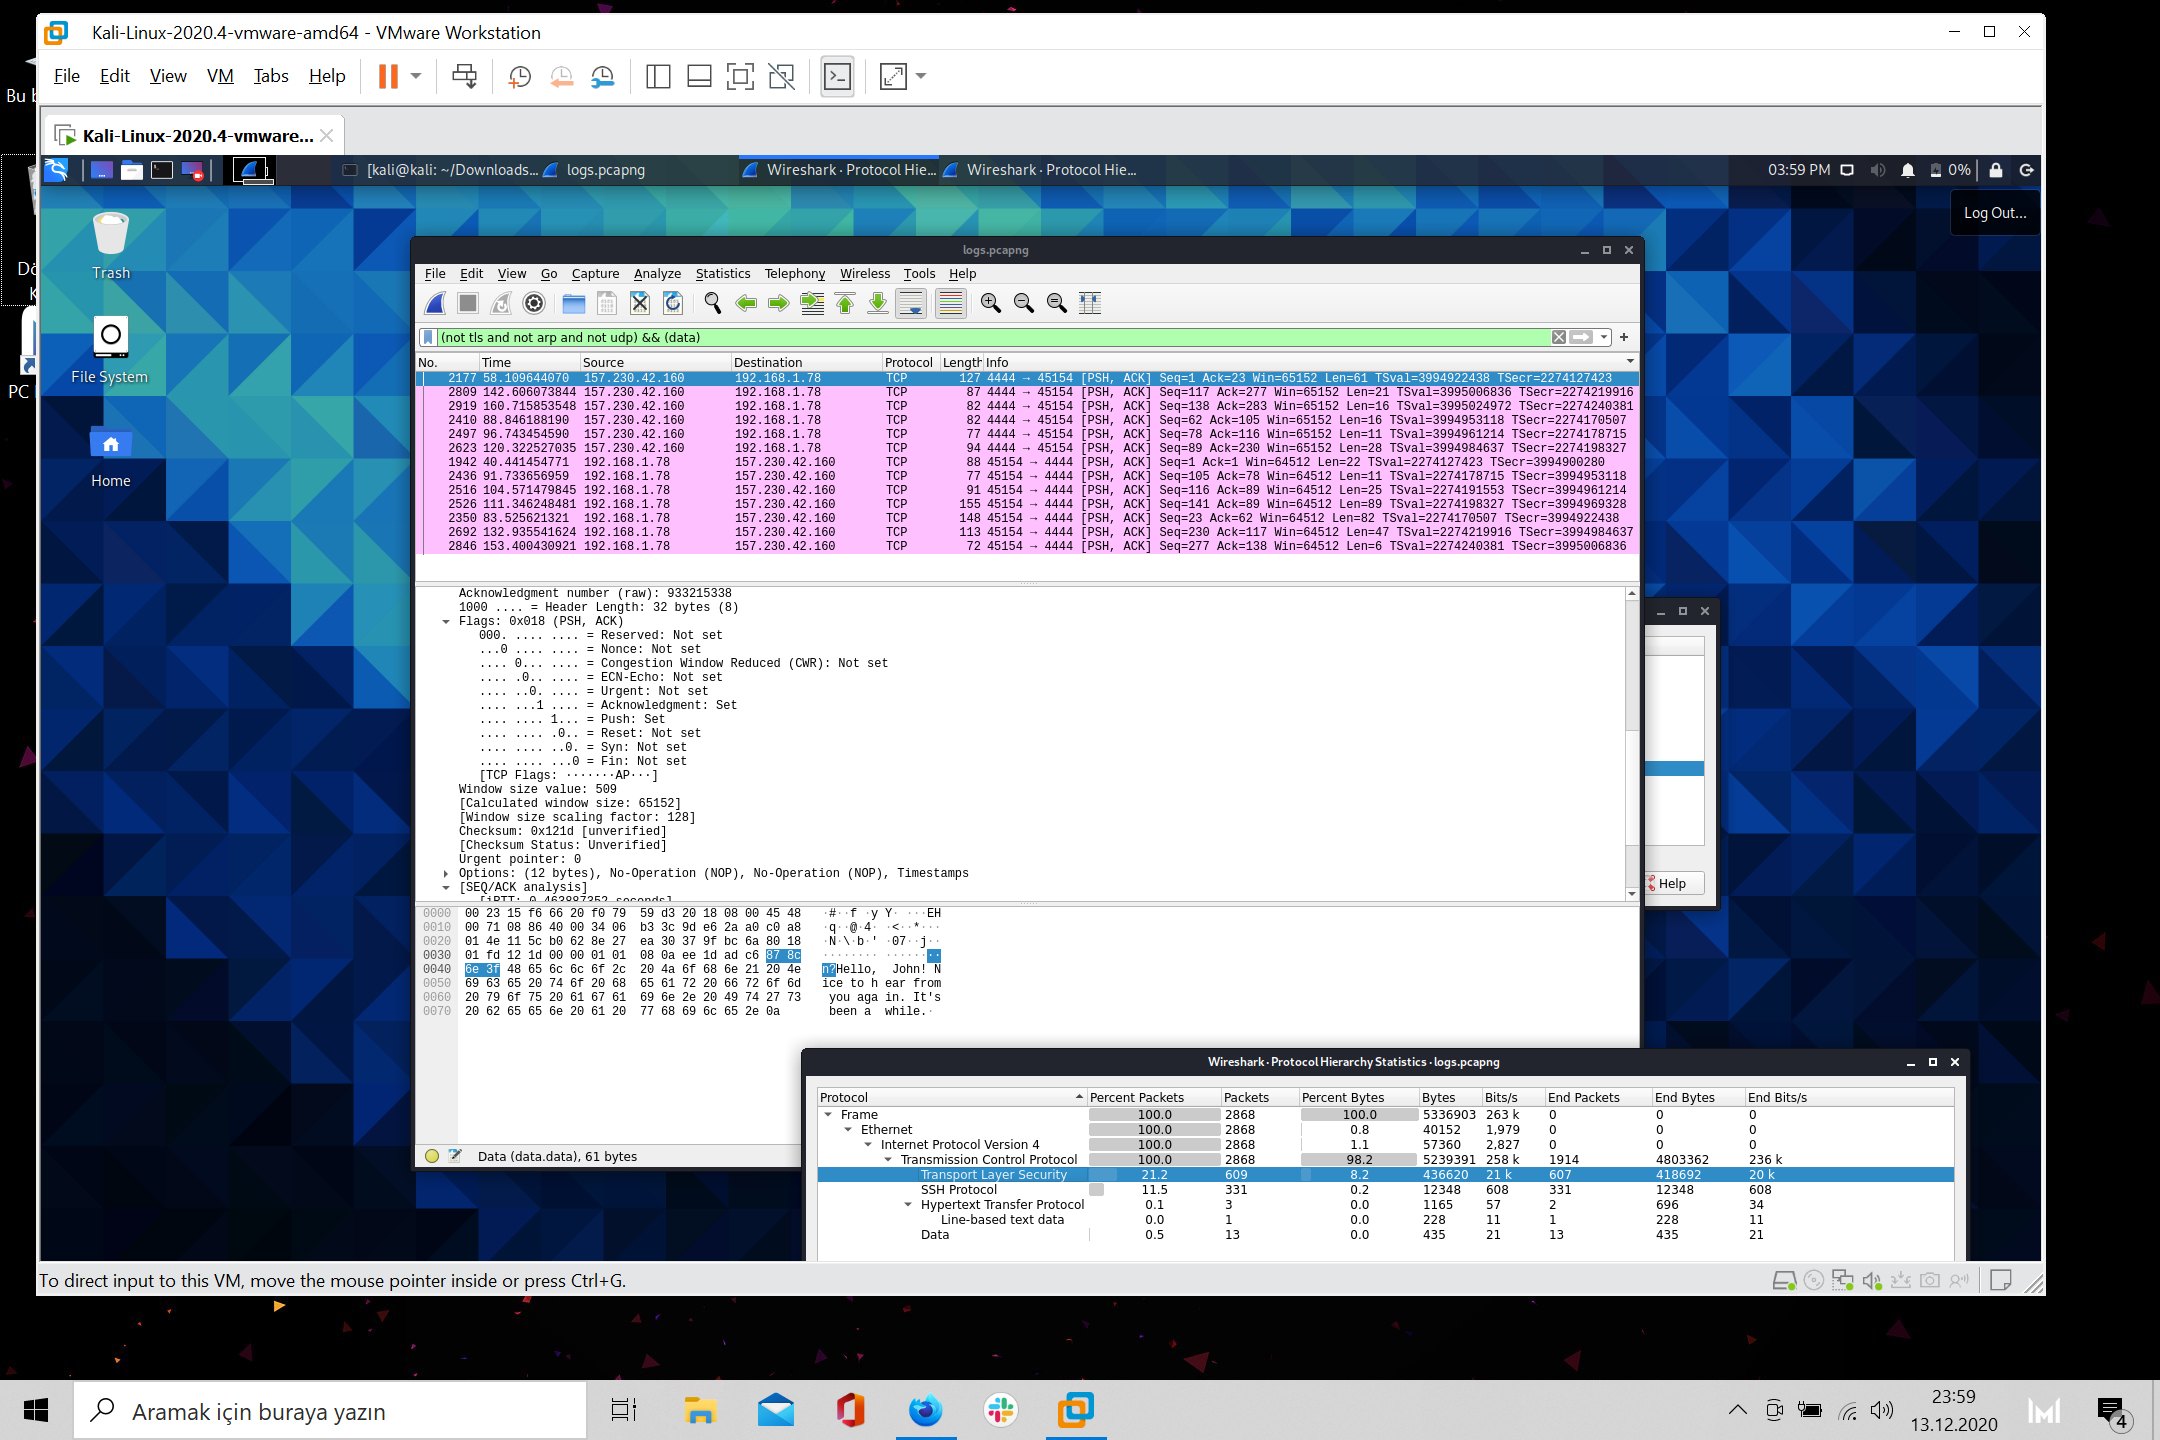 Kali-Linux-2020.4-vmware-amd64 - VMware Workstation
File Edit View VM Tabs Help
Kali-Linux-2020.4-vmware...
[kali@kali: ~/Downloads... logs.pcapng Wireshark · Protocol Hie... Wireshark · Protocol Hie... 03:59 PM 0%
Log Out...
Trash
File System
Home
logs.pcapng
File Edit View Go Capture Analyze Statistics Telephony Wireless Tools Help
(not tls and not arp and not udp) && (data)
No. Time Source Destination Protocol Length Info
2177 58.109644070 157.230.42.160 192.168.1.78 TCP 127 4444 → 45154 [PSH, ACK] Seq=1 Ack=23 Win=65152 Len=61 TSval=3994922438 TSecr=2274127423
2809 142.606073844 157.230.42.160 192.168.1.78 TCP 87 4444 → 45154 [PSH, ACK] Seq=117 Ack=277 Win=65152 Len=21 TSval=3995006836 TSecr=2274219916
2919 160.715853548 157.230.42.160 192.168.1.78 TCP 82 4444 → 45154 [PSH, ACK] Seq=138 Ack=283 Win=65152 Len=16 TSval=3995024972 TSecr=2274240381
2410 88.846188190 157.230.42.160 192.168.1.78 TCP 82 4444 → 45154 [PSH, ACK] Seq=62 Ack=105 Win=65152 Len=16 TSval=3994953118 TSecr=2274170507
2497 96.743454590 157.230.42.160 192.168.1.78 TCP 77 4444 → 45154 [PSH, ACK] Seq=78 Ack=116 Win=65152 Len=11 TSval=3994961214 TSecr=2274178715
2623 120.322527035 157.230.42.160 192.168.1.78 TCP 94 4444 → 45154 [PSH, ACK] Seq=89 Ack=230 Win=65152 Len=28 TSval=3994984637 TSecr=2274198327
1942 40.441454771 192.168.1.78 157.230.42.160 TCP 88 45154 → 4444 [PSH, ACK] Seq=1 Ack=1 Win=64512 Len=22 TSval=2274127423 TSecr=3994900280
2436 91.733656959 192.168.1.78 157.230.42.160 TCP 77 45154 → 4444 [PSH, ACK] Seq=105 Ack=78 Win=64512 Len=11 TSval=2274178715 TSecr=3994953118
2516 104.571479845 192.168.1.78 157.230.42.160 TCP 91 45154 → 4444 [PSH, ACK] Seq=116 Ack=89 Win=64512 Len=25 TSval=2274191553 TSecr=3994961214
2526 111.346248481 192.168.1.78 157.230.42.160 TCP 155 45154 → 4444 [PSH, ACK] Seq=141 Ack=89 Win=64512 Len=89 TSval=2274198327 TSecr=3994969328
2350 83.525621321 192.168.1.78 157.230.42.160 TCP 148 45154 → 4444 [PSH, ACK] Seq=23 Ack=62 Win=64512 Len=82 TSval=2274170507 TSecr=3994922438
2692 132.935541624 192.168.1.78 157.230.42.160 TCP 113 45154 → 4444 [PSH, ACK] Seq=230 Ack=117 Win=64512 Len=47 TSval=2274219916 TSecr=3994984637
2846 153.400430921 192.168.1.78 157.230.42.160 TCP 72 45154 → 4444 [PSH, ACK] Seq=277 Ack=138 Win=64512 Len=6 TSval=2274240381 TSecr=3995006836
Acknowledgment number (raw): 933215338
1000 .... = Header Length: 32 bytes (8)
Flags: 0x018 (PSH, ACK)
000. .... .... = Reserved: Not set
...0 .... .... = Nonce: Not set
.... 0... .... = Congestion Window Reduced (CWR): Not set
.... .0.. .... = ECN-Echo: Not set
.... ..0. .... = Urgent: Not set
.... ...1 .... = Acknowledgment: Set
.... .... 1... = Push: Set
.... .... .0.. = Reset: Not set
.... .... ..0. = Syn: Not set
.... .... ...0 = Fin: Not set
[TCP Flags: ·······AP···]
Window size value: 509
[Calculated window size: 65152]
[Window size scaling factor: 128]
Checksum: 0x121d [unverified]
[Checksum Status: Unverified]
Urgent pointer: 0
Options: (12 bytes), No-Operation (NOP), No-Operation (NOP), Timestamps
[SEQ/ACK analysis]
[iRTT: 0.463887352 seconds]
Help
0000 00 23 15 f6 66 20 f0 79 59 d3 20 18 08 00 45 48 ·#··f ·y Y· ···EH
0010 00 71 08 86 40 00 34 06 b3 3c 9d e6 2a a0 c0 a8 ·q··@·4· ·<··*···
0020 01 4e 11 5c b0 62 8e 27 ea 30 37 9f bc 6a 80 18 ·N·\·b·' ·07··j··
0030 01 fd 12 1d 00 00 01 01 08 0a ee 1d ad c6 87 8c ········ ········
0040 6e 3f 48 65 6c 6c 6f 2c 20 4a 6f 68 6e 21 20 4e n?Hello, John! N
0050 69 63 65 20 74 6f 20 68 65 61 72 20 66 72 6f 6d ice to h ear from
0060 20 79 6f 75 20 61 67 61 69 6e 2e 20 49 74 27 73 you aga in. It's
0070 20 62 65 65 6e 20 61 20 77 68 69 6c 65 2e 0a been a while.·
Data (data.data), 61 bytes
Wireshark · Protocol Hierarchy Statistics · logs.pcapng
Protocol Percent Packets Packets Percent Bytes Bytes Bits/s End Packets End Bytes End Bits/s
Frame 100.0 2868 100.0 5336903 263 k 0 0 0
Ethernet 100.0 2868 0.8 40152 1,979 0 0 0
Internet Protocol Version 4 100.0 2868 1.1 57360 2,827 0 0 0
Transmission Control Protocol 100.0 2868 98.2 5239391 258 k 1914 4803362 236 k
Transport Layer Security 21.2 609 8.2 436620 21 k 607 418692 20 k
SSH Protocol 11.5 331 0.2 12348 608 331 12348 608
Hypertext Transfer Protocol 0.1 3 0.0 1165 57 2 696 34
Line-based text data 0.0 1 0.0 228 11 1 228 11
Data 0.5 13 0.0 435 21 13 435 21
To direct input to this VM, move the mouse pointer inside or press Ctrl+G.
Bu
PC
Aramak için buraya yazın
23:59
13.12.2020
4